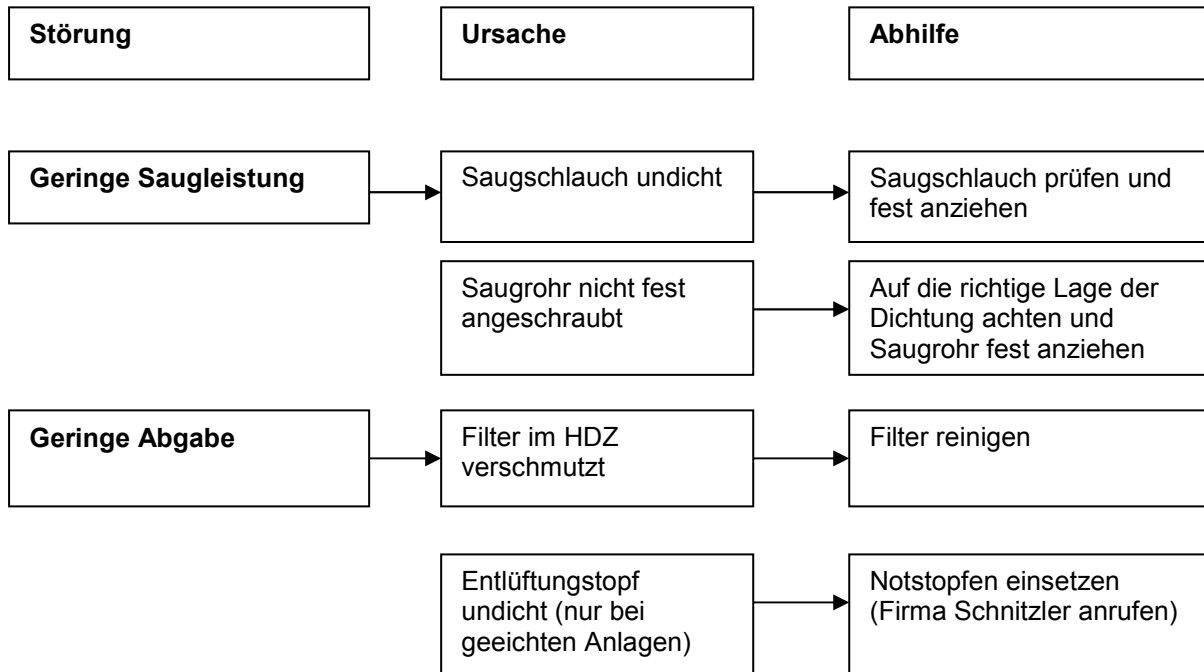 Störung
Ursache
Abhilfe
Geringe Saugleistung
Saugschlauch undicht
Saugschlauch prüfen und
fest anziehen
Saugrohr nicht fest
angeschraubt
Auf die richtige Lage der
Dichtung achten und
Saugrohr fest anziehen
Geringe Abgabe
Filter im HDZ
verschmutzt
Filter reinigen
Entlüftungstopf
undicht (nur bei
geeichten Anlagen)
Notstopfen einsetzen
(Firma Schnitzler anrufen)